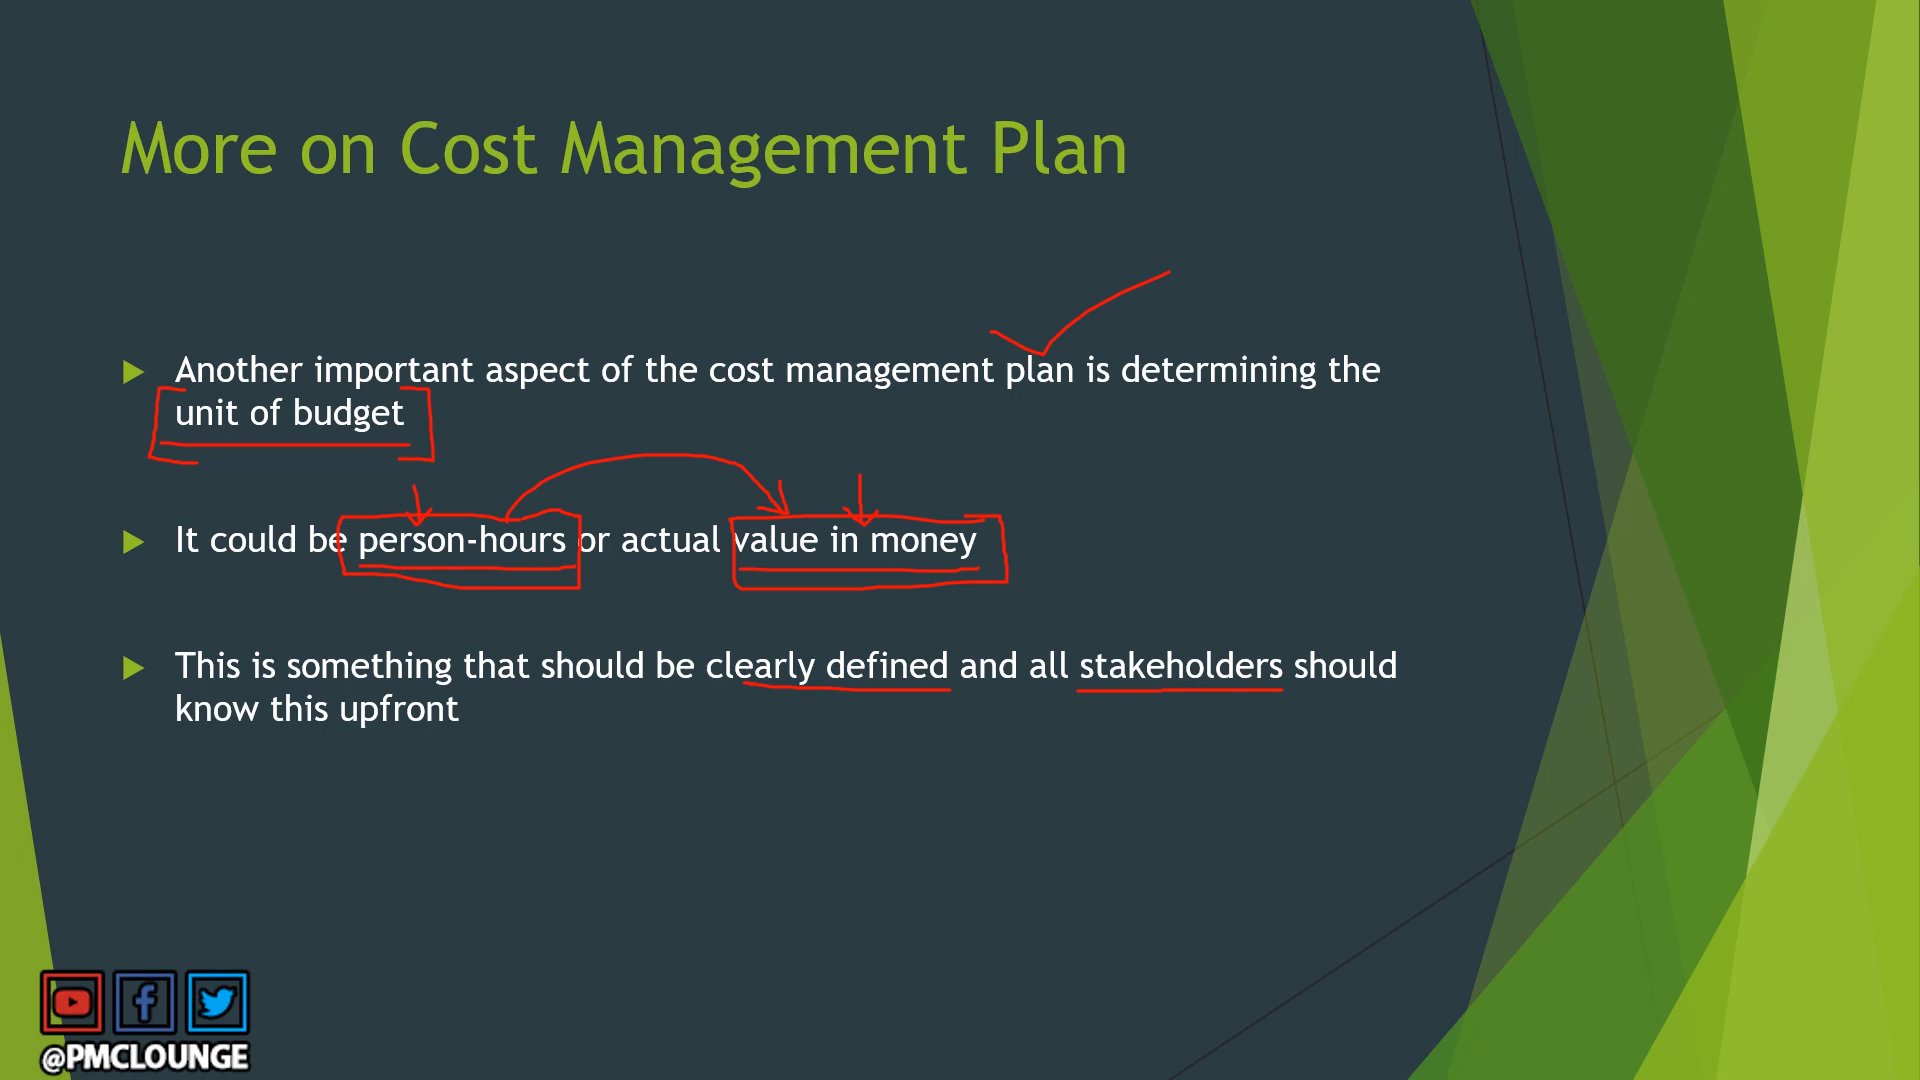 More on Cost Management Plan
Another important aspect of the cost management plan is determining the
unit of budget
It could be person-hours or actual value in money
This is something that should be clearly defined and all stakeholders should
know this upfront
@PMCLOUNGE